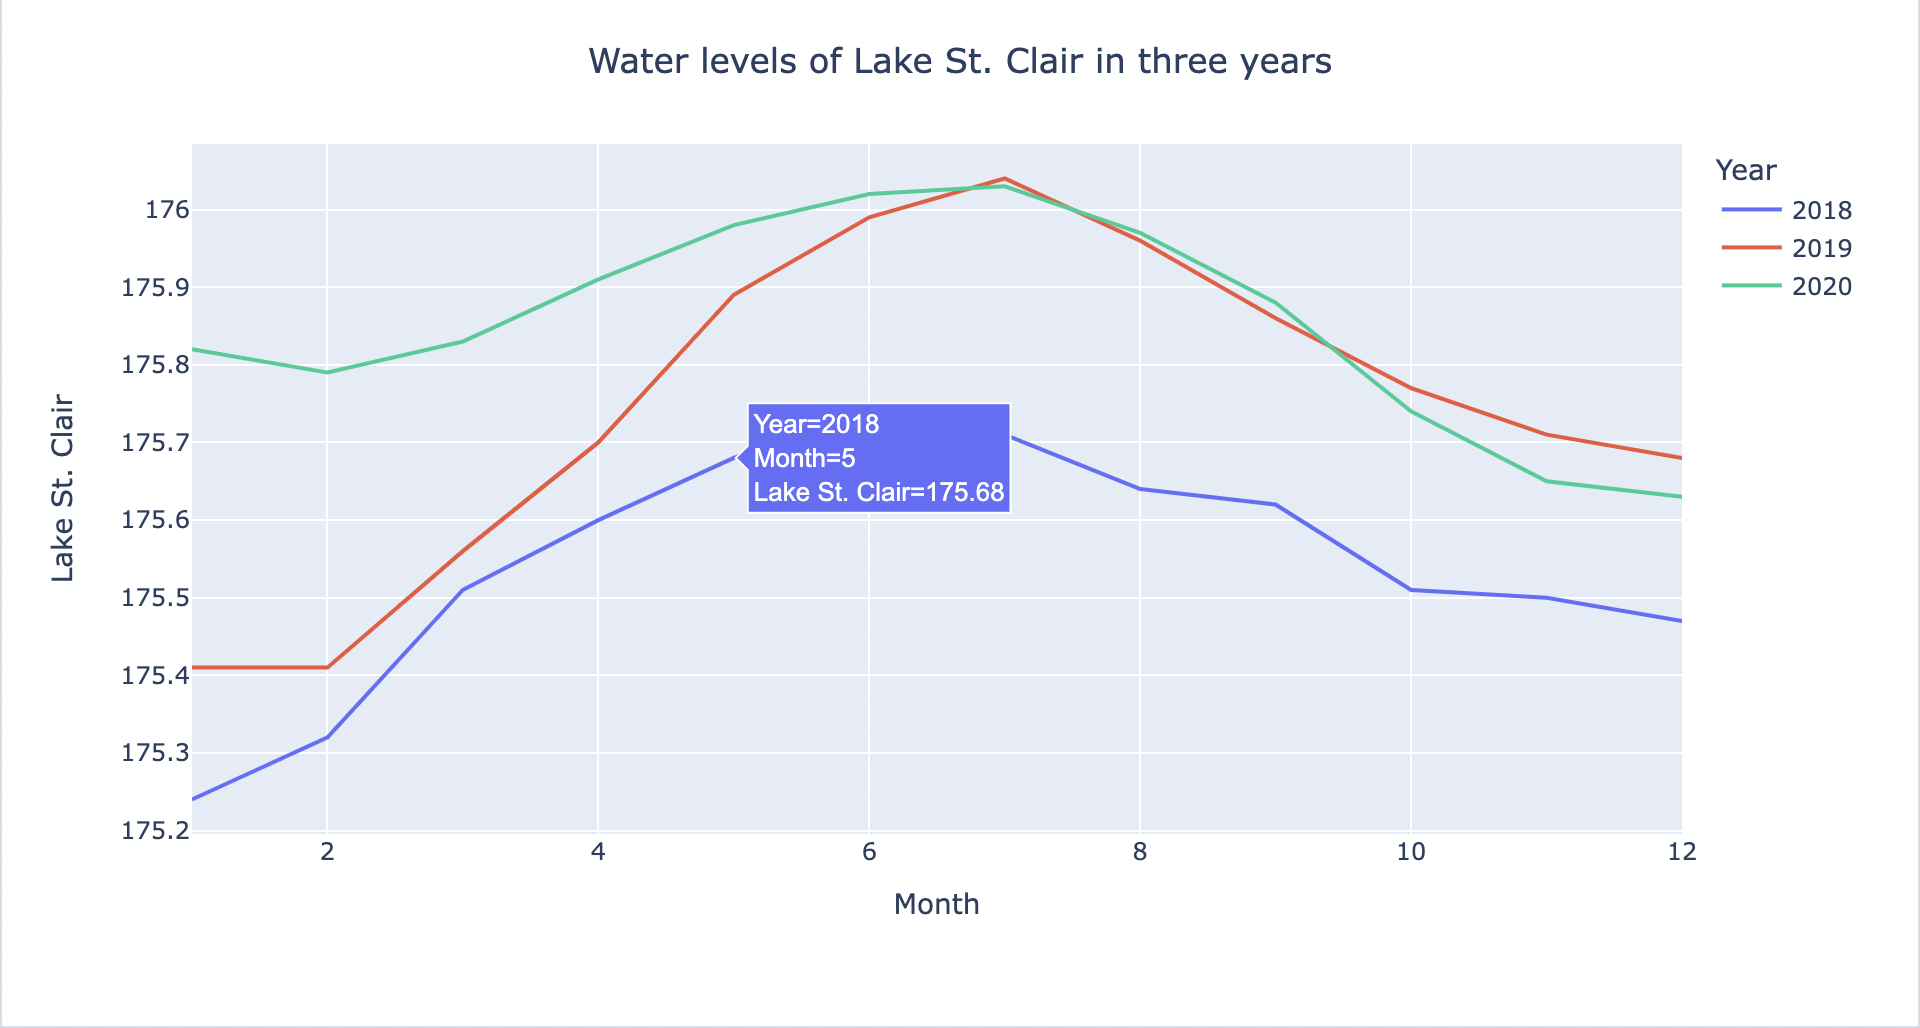 Water levels of Lake St. Clair in three years
Year
2018
2019
2020
Lake St. Clair
176
175.9
175.8
175.7
175.6
175.5
175.4
175.3
175.2
Year=2018
Month=5
Lake St. Clair=175.68
2 4 6 8 10 12
Month